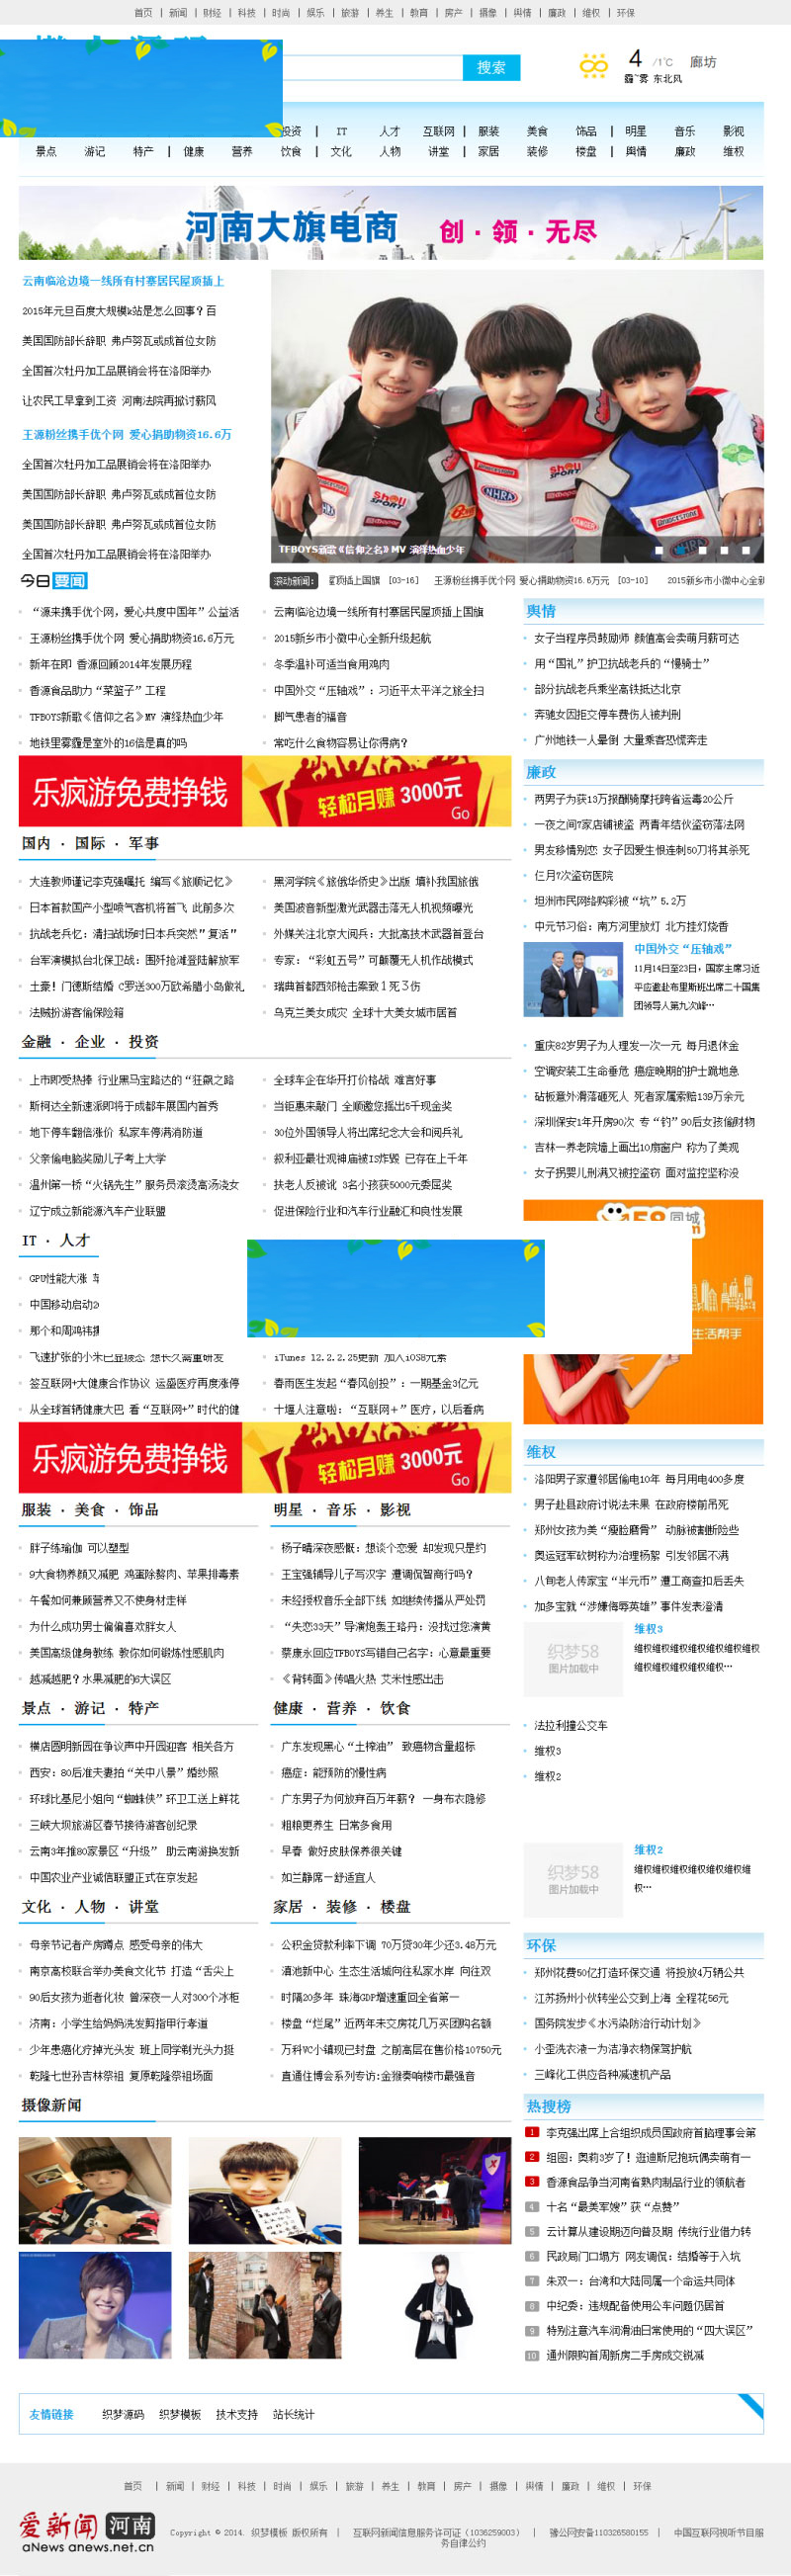 首页 | 新闻 | 财经 | 科技 | 时尚 | 娱乐 | 旅游 | 养生 | 教育 | 房产 | 摄像 | 舆情 | 廉政 | 维权 | 环保
搜索
4 /1℃ 廊坊
霾~雾 东北风
投资 | IT 人才 互联网 | 服装 美食 饰品 | 明星 音乐 影视
景点 游记 特产 | 健康 营养 饮食 | 文化 人物 讲堂 | 家居 装修 楼盘 | 舆情 廉政 维权
河南大旗电商 创·领·无尽
云南临沧边境一线所有村寨居民屋顶插上
2015年元旦百度大规模k站是怎么回事？百
美国国防部长辞职 弗卢努瓦或成首位女防
全国首次牡丹加工品展销会将在洛阳举办
让农民工早拿到工资 河南法院再掀讨薪风
王源粉丝携手优个网 爱心捐助物资16.6万
全国首次牡丹加工品展销会将在洛阳举办
美国国防部长辞职 弗卢努瓦或成首位女防
美国国防部长辞职 弗卢努瓦或成首位女防
全国首次牡丹加工品展销会将在洛阳举办
TFBOYS新歌《信仰之名》MV 演绎热血少年
今日要闻
滚动新闻: 屋顶插上国旗 [03-16] 王源粉丝携手优个网 爱心捐助物资16.6万元 [03-10] 2015新乡市小微中心全新
“源来携手优个网，爱心共度中国年”公益活
王源粉丝携手优个网 爱心捐助物资16.6万元
新年在即 香源回顾2014年发展历程
香源食品助力“菜篮子”工程
TFBOYS新歌《信仰之名》MV 演绎热血少年
地铁里雾霾是室外的16倍是真的吗
云南临沧边境一线所有村寨居民屋顶插上国旗
2015新乡市小微中心全新升级起航
冬季温补可适当食用鸡肉
中国外交“压轴戏”：习近平太平洋之旅全扫
脚气患者的福音
常吃什么食物容易让你得病？
舆情
女子当程序员鼓励师 颜值高会卖萌月薪可达
用“国礼”护卫抗战老兵的“慢骑士”
部分抗战老兵乘坐高铁抵达北京
奔驰女因拒交停车费伤人被判刑
广州地铁一人晕倒 大量乘客恐慌奔走
乐疯游免费挣钱 轻松月赚3000元 Go
国内 · 国际 · 军事
大连教师谨记李克强嘱托 编写《旅顺记忆》
日本首款国产小型喷气客机将首飞 此前多次
抗战老兵忆：清扫战场时日本兵突然”复活”
台军演模拟台北保卫战：围歼抢滩登陆解放军
土豪！门德斯结婚 C罗送300万欧希腊小岛做礼
法贼扮游客偷保险箱
黑河学院《旅俄华侨史》出版 填补我国旅俄
美国波音新型激光武器击落无人机视频曝光
外媒关注北京大阅兵：大批高技术武器首登台
专家：“彩虹五号”可颠覆无人机作战模式
瑞典首都西郊枪击案致１死３伤
乌克兰美女成灾 全球十大美女城市居首
廉政
两男子为获13万报酬骑摩托跨省运毒20公斤
一夜之间7家店铺被盗 两青年结伙盗窃落法网
男友移情别恋 女子因爱生恨连刺50刀将其杀死
仨月7次盗窃医院
坦洲市民网络购彩被“坑”5.2万
中元节习俗：南方河里放灯 北方挂灯烧香
中国外交“压轴戏”
11月14日至23日，国家主席习近
平应邀赴布里斯班出席二十国集
团领导人第九次峰…
重庆82岁男子为人理发一次一元 每月退休金
空调安装工生命垂危 癌症晚期的护士跪地急
砧板意外滑落砸死人 死者家属索赔139万余元
深圳保安1年开房90次 专“钓”90后女孩偷财物
吉林一养老院墙上画出10扇窗户 称为了美观
女子拐婴儿刑满又被控盗窃 面对监控坚称没
金融 · 企业 · 投资
上市即受热捧 行业黑马宝路达的“狂飙之路
斯柯达全新速派即将于成都车展国内首秀
地下停车翻倍涨价 私家车停满消防道
父亲偷电脑奖励儿子考上大学
温州第一桥“火锅先生”服务员滚烫高汤浇女
辽宁成立新能源汽车产业联盟
全球车企在华开打价格战 难言好事
当钜惠来敲门 全顺邀您摇出5千现金奖
30位外国领导人将出席纪念大会和阅兵礼
叙利亚最壮观神庙被IS炸毁 已存在上千年
扶老人反被讹 3名小孩获5000元委屈奖
促进保险行业和汽车行业融汇和良性发展
58同城
生活帮手
IT · 人才
GPU性能大涨
中国移动启动
那个和周鸿祎
飞速扩张的小米已显疲态 想长久需重研发
签互联网+大健康合作协议 运盛医疗再度涨停
从全球首辆健康大巴 看“互联网+”时代的健
iTunes 12.2.2.25更新 加入iOS8元素
春雨医生发起“春风创投”：一期基金3亿元
十堰人注意啦：“互联网＋”医疗，以后看病
乐疯游免费挣钱 轻松月赚3000元 Go
维权
洛阳男子家遭邻居偷电10年 每月用电400多度
男子赴县政府讨说法未果 在政府楼前吊死
郑州女孩为美“瘦脸磨骨” 动脉被割断险些
奥运冠军砍树称为治理杨絮 引发邻居不满
八旬老人传家宝“半元币”遭工商查扣后丢失
加多宝就“涉嫌侮辱英雄”事件发表澄清
织梦58
图片加载中
维权3
维权维权维权维权维权维权维权
维权维权维权维权维权…
法拉利撞公交车
维权3
维权2
织梦58
图片加载中
维权2
维权维权维权维权维权维权维
权…
服装 · 美食 · 饰品
胖子练瑜伽 可以塑型
9大食物养颜又减肥 鸡蛋除赘肉、苹果排毒素
午餐如何兼顾营养又不使身材走样
为什么成功男士偏偏喜欢胖女人
美国高级健身教练 教你如何锻炼性感肌肉
越减越肥？水果减肥的6大误区
明星 · 音乐 · 影视
杨子晴深夜感慨：想谈个恋爱 却发现只是约
王宝强辅导儿子写汉字 遭调侃智商行吗？
未经授权音乐全部下线 如继续传播从严处罚
“失恋33天”导演炮轰王珞丹：没找过您演黄
蔡康永回应TFBOYS写错自己名字：心意最重要
《背转面》传唱火热 艾米性感出击
景点 · 游记 · 特产
横店圆明新园在争议声中开园迎客 相关各方
西安：80后准夫妻拍“关中八景”婚纱照
环球比基尼小姐向“蜘蛛侠”环卫工送上鲜花
三峡大坝旅游区春节接待游客创纪录
云南3年推80家景区“升级” 助云南游换发新
中国农业产业诚信联盟正式在京发起
健康 · 营养 · 饮食
广东发现黑心“土榨油” 致癌物含量超标
癌症：能预防的慢性病
广东男子为何放弃百万年薪？ 一身布衣隐修
粗粮更养生 日常多食用
早春 做好皮肤保养很关键
如兰静席－舒适宜人
文化 · 人物 · 讲堂
母亲节记者产房蹲点 感受母亲的伟大
南京高校联合举办美食文化节 打造“舌尖上
90后女孩为逝者化妆 曾深夜一人对300个冰柜
济南：小学生给妈妈洗发剪指甲行孝道
少年患癌化疗掉光头发 班上同学剃光头力挺
乾隆七世孙吉林祭祖 复原乾隆祭祖场面
家居 · 装修 · 楼盘
公积金贷款利率下调 70万贷30年少还3.48万元
滇池新中心 生态生活城向往私家水岸 向往双
时隔20多年 珠海GDP增速重回全省第一
楼盘“烂尾”近两年未交房花几万买团购名额
万科VC小镇现已封盘 之前高层在售价格10750元
直通住博会系列专访:金猴奏响楼市最强音
环保
郑州花费50亿打造环保交通 将投放4万辆公共
江苏扬州小伙转坐公交到上海 全程花56元
国务院发步《水污染防治行动计划》
小歪洗衣液－为洁净衣物保驾护航
三峰化工供应各种减速机产品
摄像新闻
热搜榜
1 李克强出席上合组织成员国政府首脑理事会第
2 组图：奥莉3岁了！逛迪斯尼抱玩偶卖萌有一
3 香源食品争当河南省熟肉制品行业的领航者
4 十名“最美军嫂”获“点赞”
5 云计算从建设期迈向普及期 传统行业借力转
6 民政局门口塌方 网友调侃：结婚等于入坑
7 朱双一：台湾和大陆同属一个命运共同体
8 中纪委：违规配备使用公车问题仍居首
9 特别注意汽车润滑油日常使用的“四大误区”
10 通州限购首周新房二手房成交锐减
友情链接 织梦源码 织梦模板 技术支持 站长统计
首页 | 新闻 | 财经 | 科技 | 时尚 | 娱乐 | 旅游 | 养生 | 教育 | 房产 | 摄像 | 舆情 | 廉政 | 维权 | 环保
爱新闻 河南
aNews anews.net.cn
Copyright © 2014. 织梦模板 版权所有 | 互联网新闻信息服务许可证（1036259003） | 豫公网安备110326580155 | 中国互联网视听节目服
务自律公约